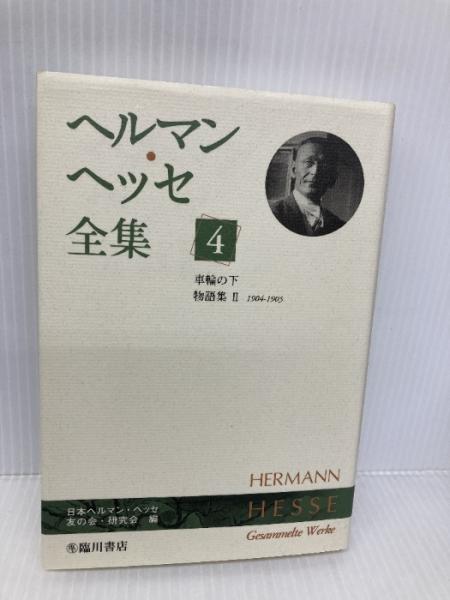 ヘルマン・
ヘッセ
全集
4
車輪の下
物語集 II 1904-1905
HERMANN
HESSE
Gesammelte Werke
日本ヘルマン・ヘッセ
友の会・研究会 編
臨川書店